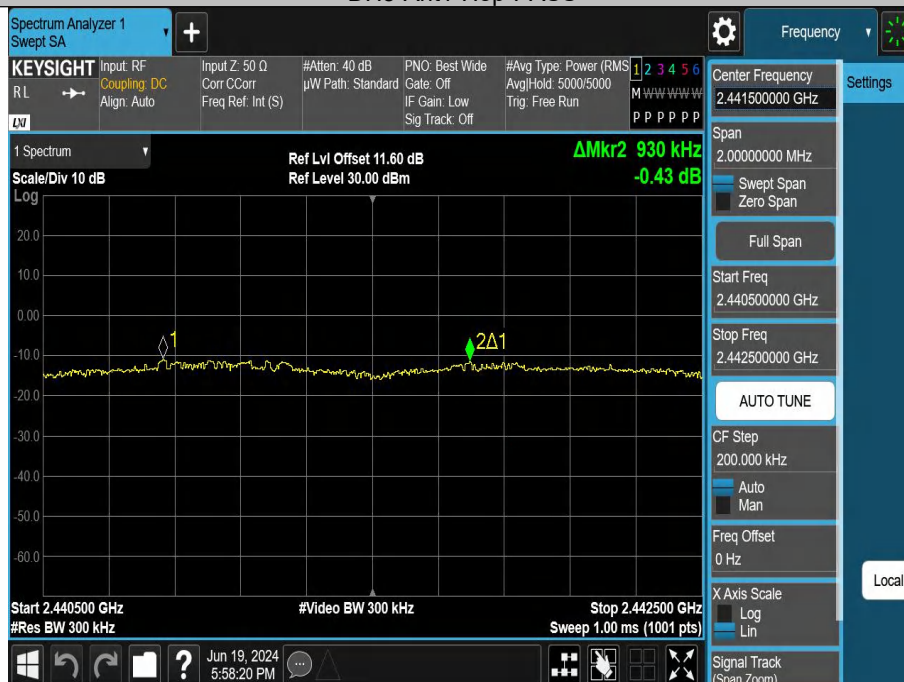 Spectrum Analyzer 1
Swept SA
Frequency
KEYSIGHT
RL
LXI
Input: RF
Coupling: DC
Align: Auto
Input Z: 50 Ω
Corr CCorr
Freq Ref: Int (S)
#Atten: 40 dB
µW Path: Standard
PNO: Best Wide
Gate: Off
IF Gain: Low
Sig Track: Off
#Avg Type: Power (RMS
Avg|Hold: 5000/5000
Trig: Free Run
1 2 3 4 5 6
M W W W W W
P P P P P P
1 Spectrum
Scale/Div 10 dB
Ref Lvl Offset 11.60 dB
Ref Level 30.00 dBm
ΔMkr2 930 kHz
-0.43 dB
Log
20.0
10.0
0.00
-10.0
-20.0
-30.0
-40.0
-50.0
-60.0
1
2Δ1
Start 2.440500 GHz
#Res BW 300 kHz
#Video BW 300 kHz
Stop 2.442500 GHz
Sweep 1.00 ms (1001 pts)
Jun 19, 2024
5:58:20 PM
Center Frequency
2.441500000 GHz
Settings
Span
2.00000000 MHz
Swept Span
Zero Span
Full Span
Start Freq
2.440500000 GHz
Stop Freq
2.442500000 GHz
AUTO TUNE
CF Step
200.000 kHz
Auto
Man
Freq Offset
0 Hz
Local
X Axis Scale
Log
Lin
Signal Track
(Span Zoom)